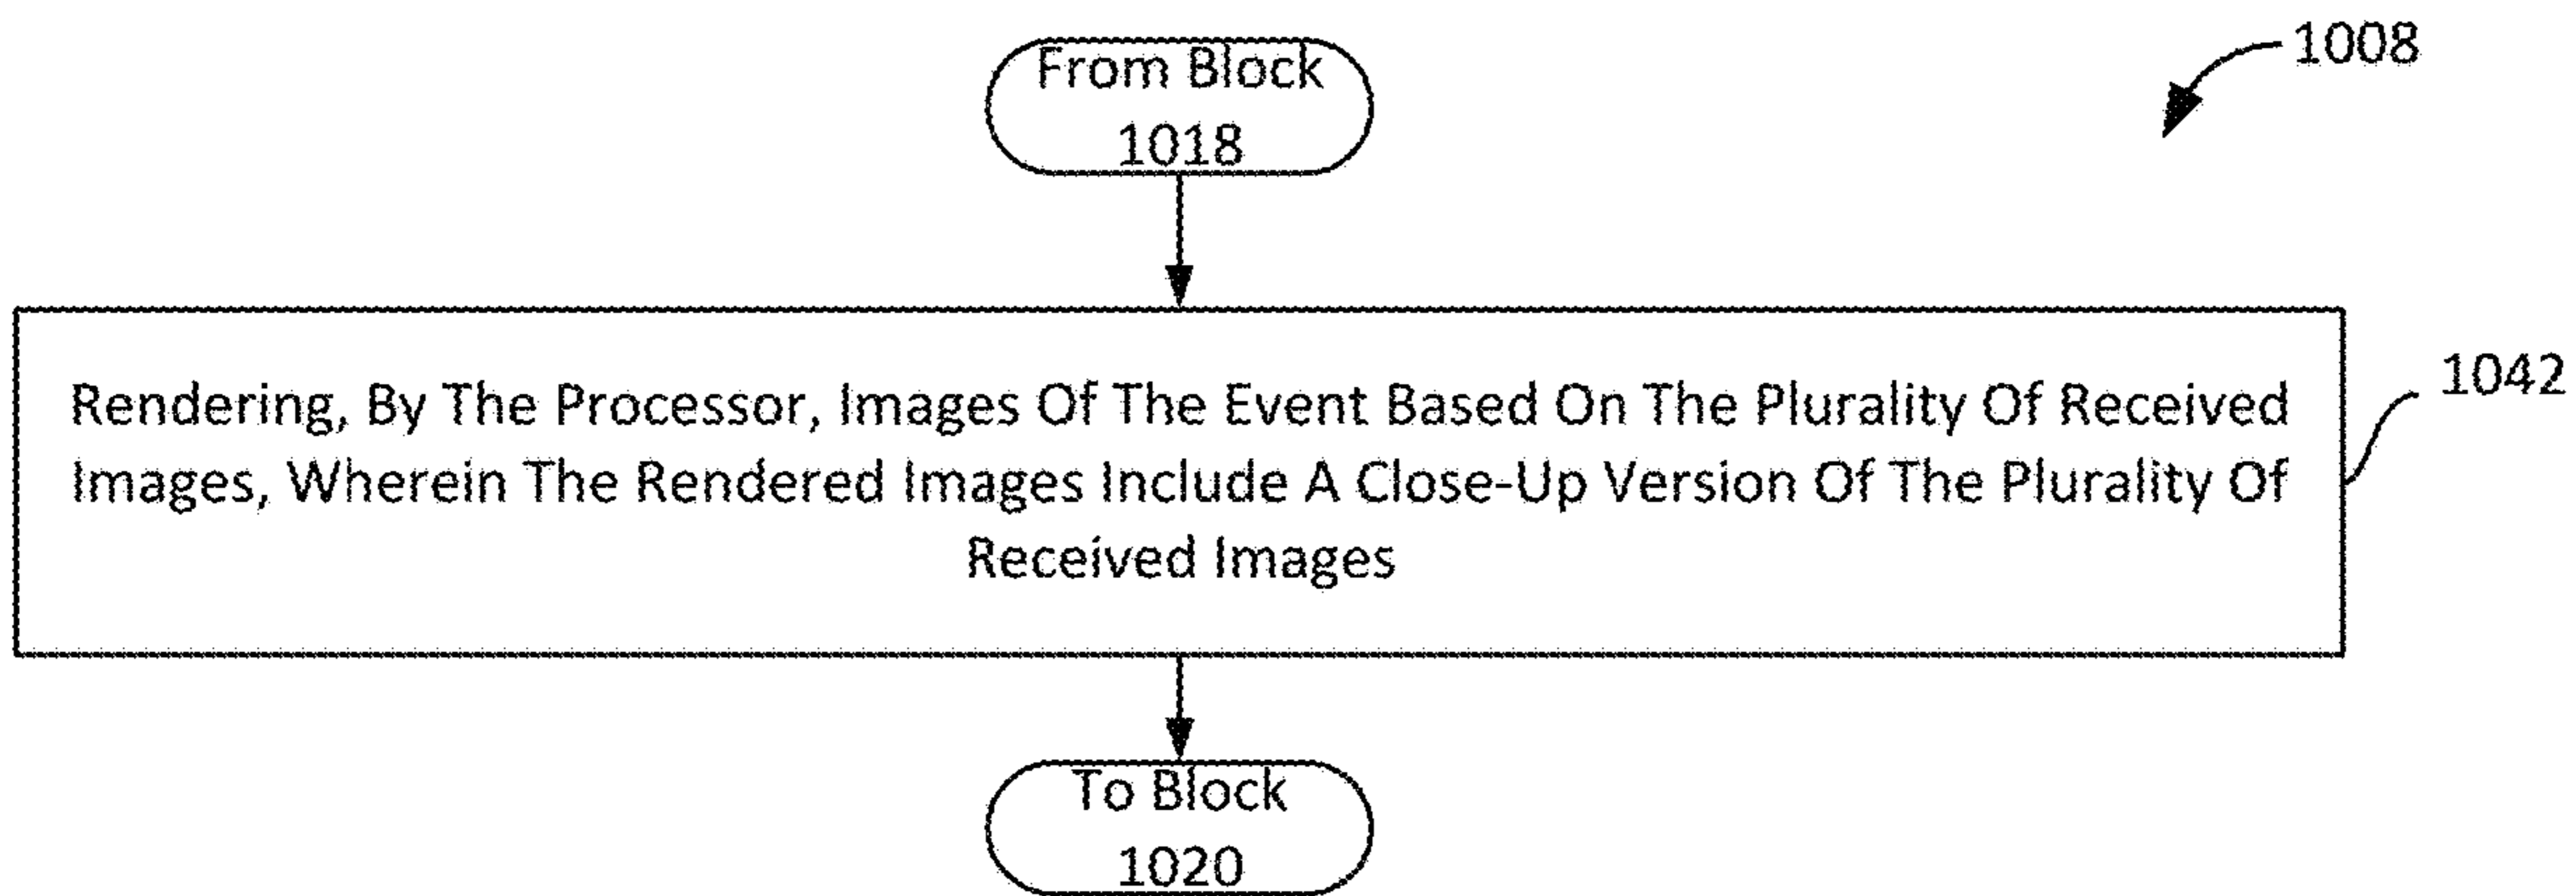 From Block
1018
1008
Rendering, By The Processor, Images Of The Event Based On The Plurality Of Received
Images, Wherein The Rendered Images Include A Close-Up Version Of The Plurality Of
Received Images
1042
To Block
1020